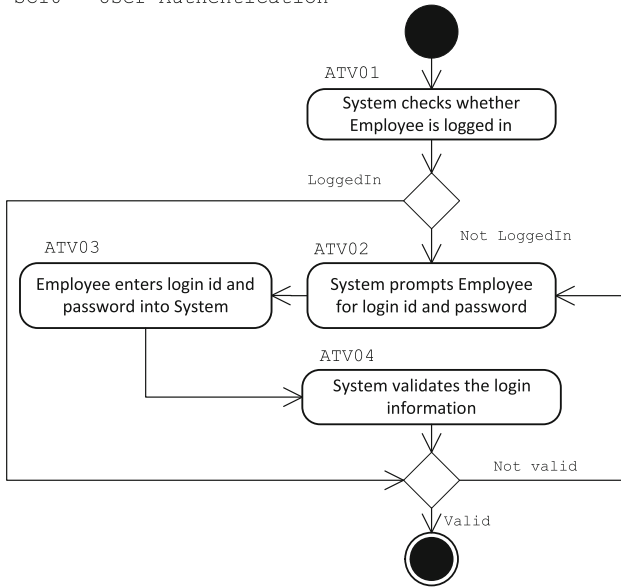 User Authentication
ATV01
System checks whether
Employee is logged in
LoggedIn
Not LoggedIn
ATV03
ATV02
Employee enters login id and
password into System
System prompts Employee
for login id and password
ATV04
System validates the login
information
Not valid
Valid